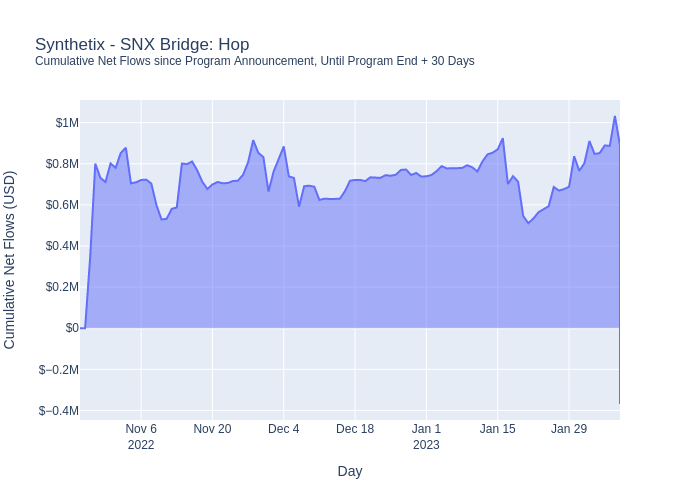 Synthetix - SNX Bridge: Hop
Cumulative Net Flows since Program Announcement, Until Program End + 30 Days
Cumulative Net Flows (USD)
$1M
$0.8M
$0.6M
$0.4M
$0.2M
$0
$−0.2M
$−0.4M
Nov 6 Nov 20 Dec 4 Dec 18 Jan 1 Jan 15 Jan 29
2022 2023
Day